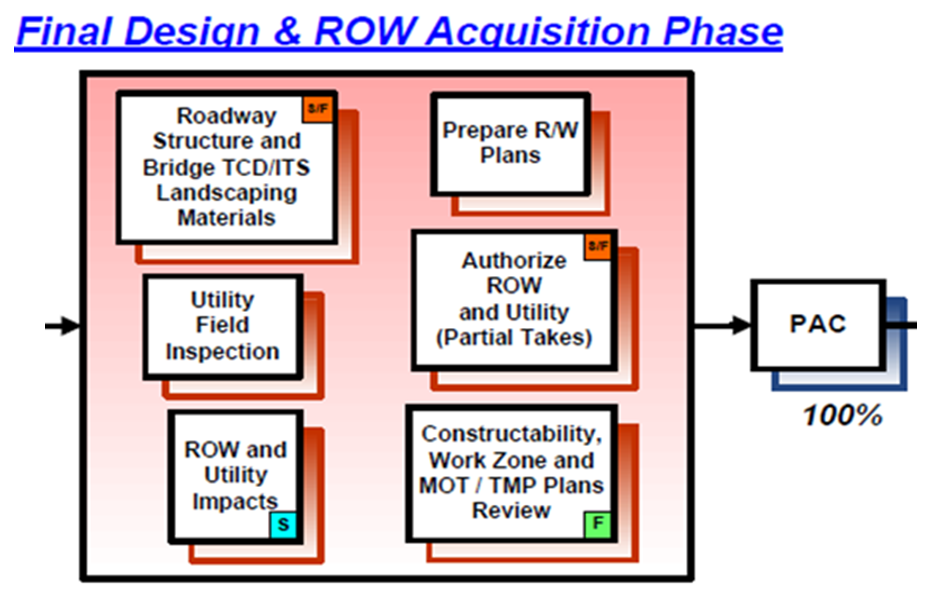 Final Design & ROW Acquisition Phase
S/F
Roadway
Structure and
Bridge TCD/ITS
Landscaping
Materials
Utility
Field
Inspection
ROW and
Utility
Impacts
S
Prepare R/W
Plans
S/F
Authorize
ROW
and Utility
(Partial Takes)
Constructability,
Work Zone and
MOT / TMP Plans
Review
F
PAC
100%